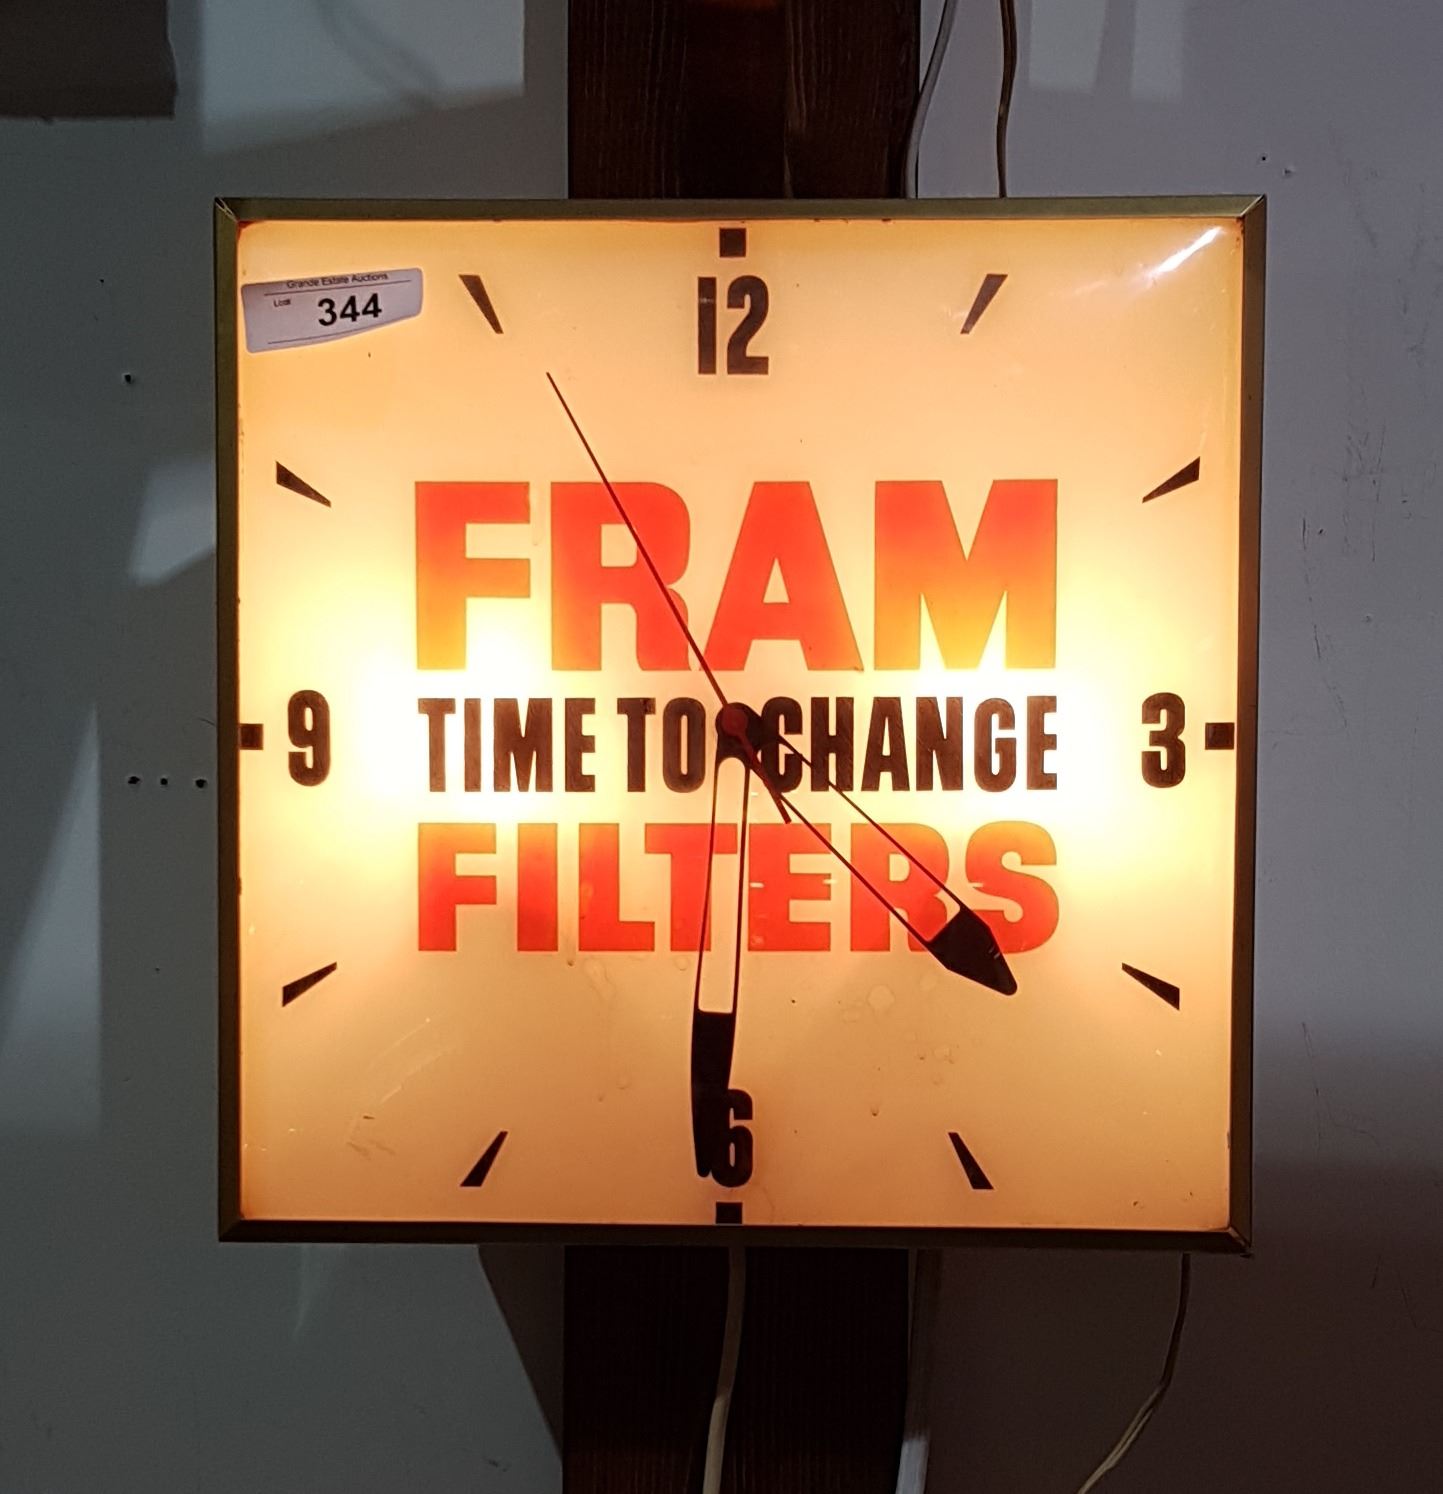 Grande Estate Auctions
Lot# 344
12
FRAM
9 TIME TO CHANGE 3
FILTERS
6